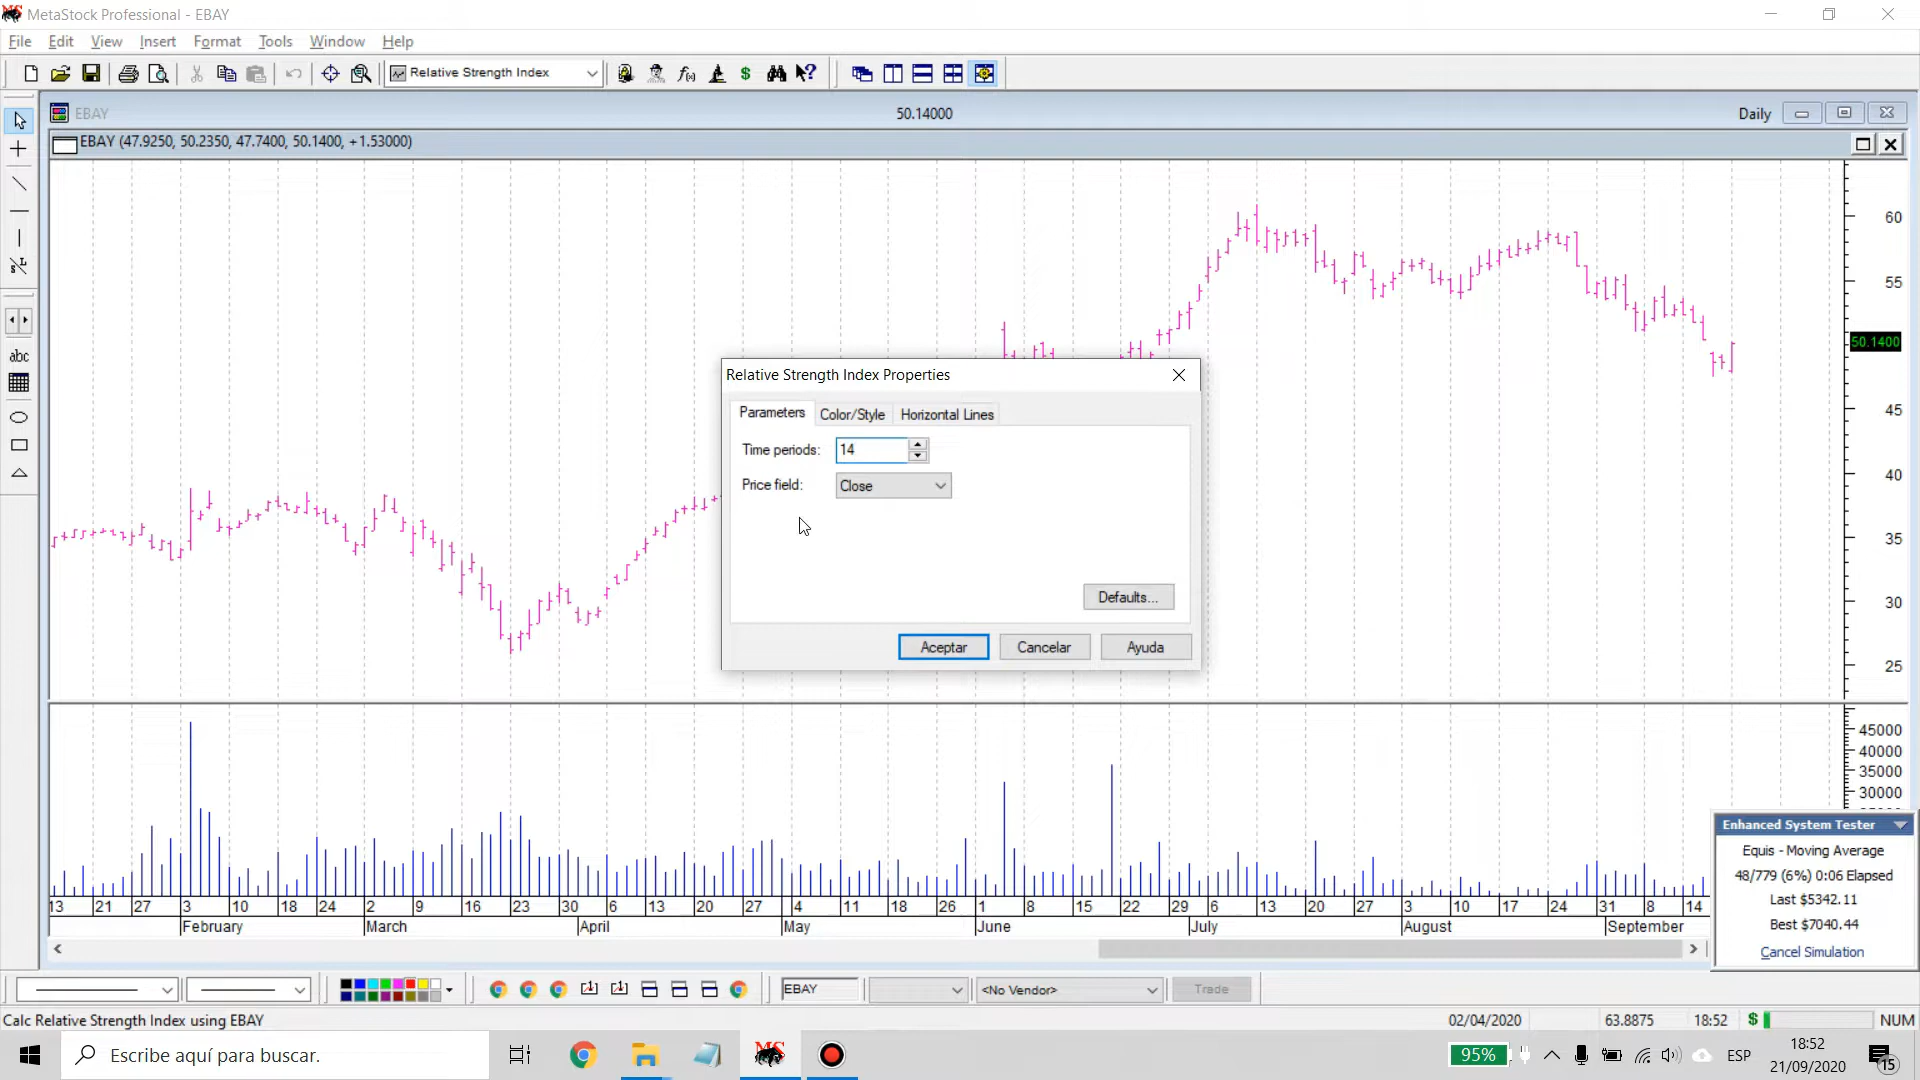 MetaStock Professional - EBAY
File Edit View Insert Format Tools Window Help
Relative Strength Index
EBAY 50.14000 Daily
EBAY (47.9250, 50.2350, 47.7400, 50.1400, +1.53000)
60
55
50.1400
45
40
35
30
25
abc
Relative Strength Index Properties
Parameters Color/Style Horizontal Lines
Time periods: 14
Price field: Close
Defaults...
Aceptar Cancelar Ayuda
45000
40000
35000
30000
Enhanced System Tester
Equis - Moving Average
48/779 (6%) 0:06 Elapsed
Last $5342.11
Best $7040.44
Cancel Simulation
13 21 27 3 10 18 24 2 9 16 23 30 6 13 20 27 4 11 18 26 1 8 15 22 29 6 13 20 27 3 10 17 24 31 8 14
February March April May June July August September
EBAY <No Vendor> Trade
Calc Relative Strength Index using EBAY 02/04/2020 63.8875 18:52 $ NUM
Escribe aquí para buscar. MS 95% ESP 18:52
21/09/2020 15